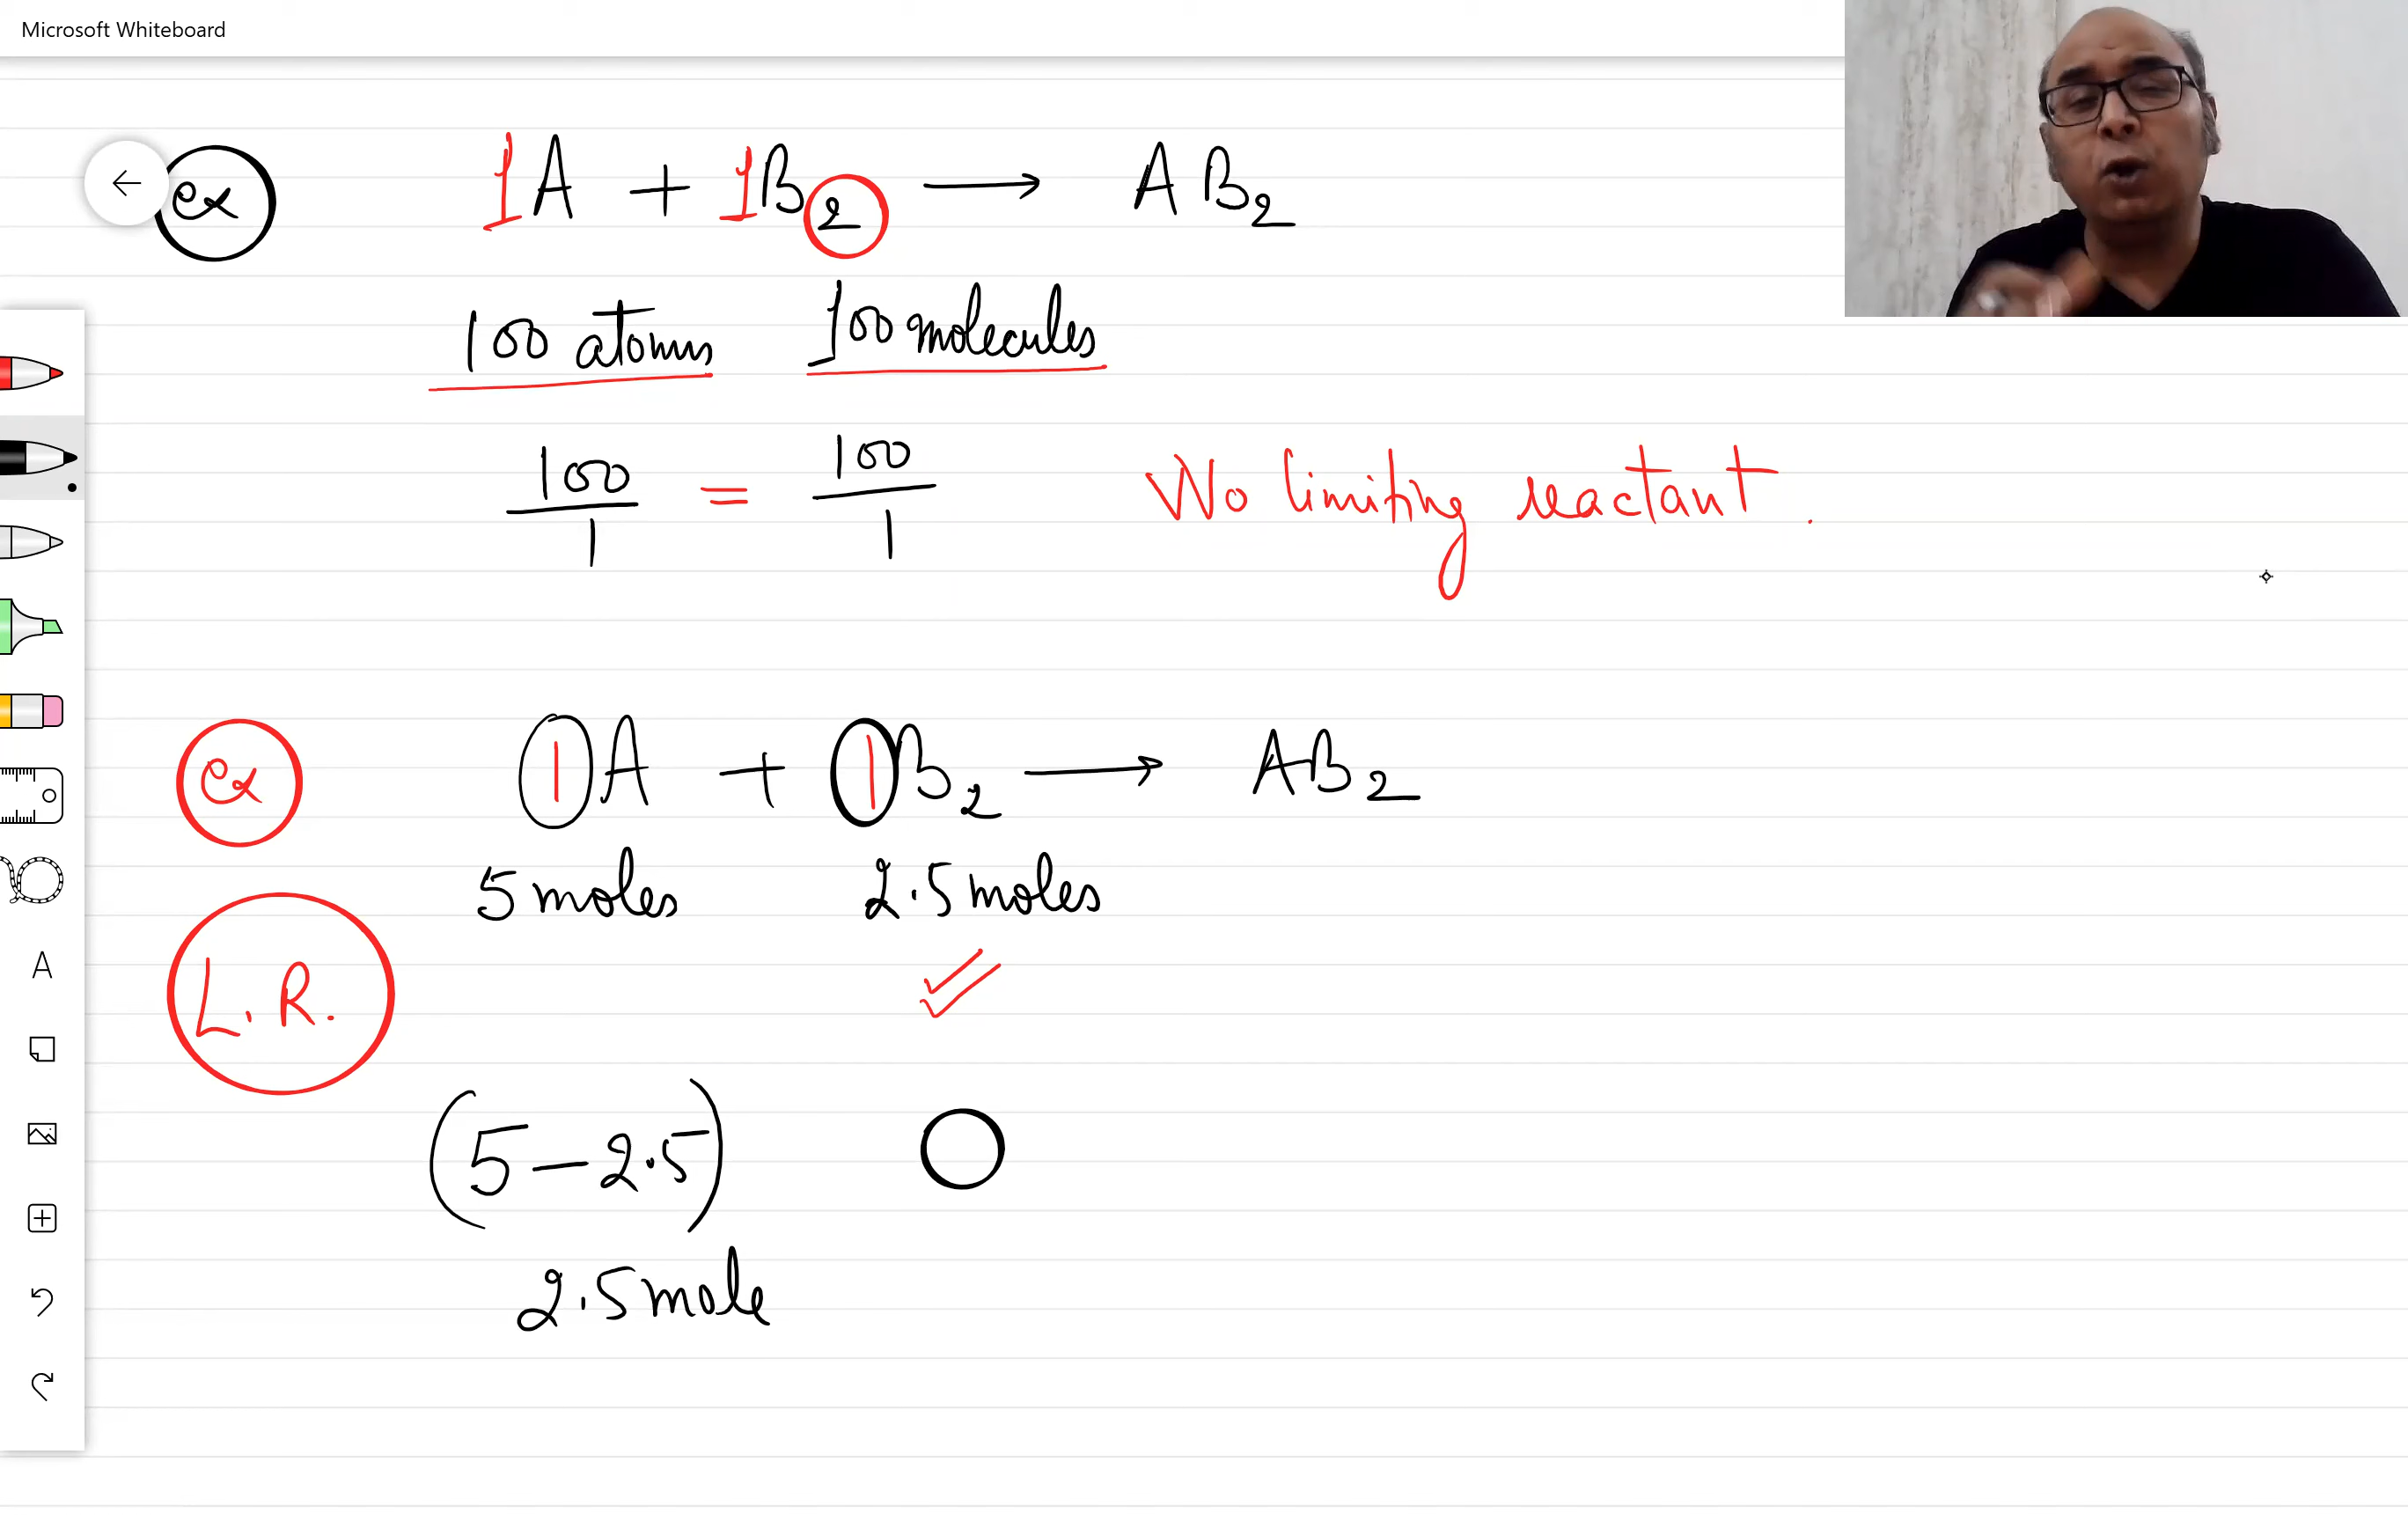 Microsoft Whiteboard
ex 1A + 1B₂ ⟶ AB₂
100 atoms 100 molecules
100/1 = 100/1 No limiting reactant.
ex 1A + 1B₂ ⟶ AB₂
5 moles 2.5 moles
L.R. ✓✓
(5 − 2.5) 0
2.5 mole
A